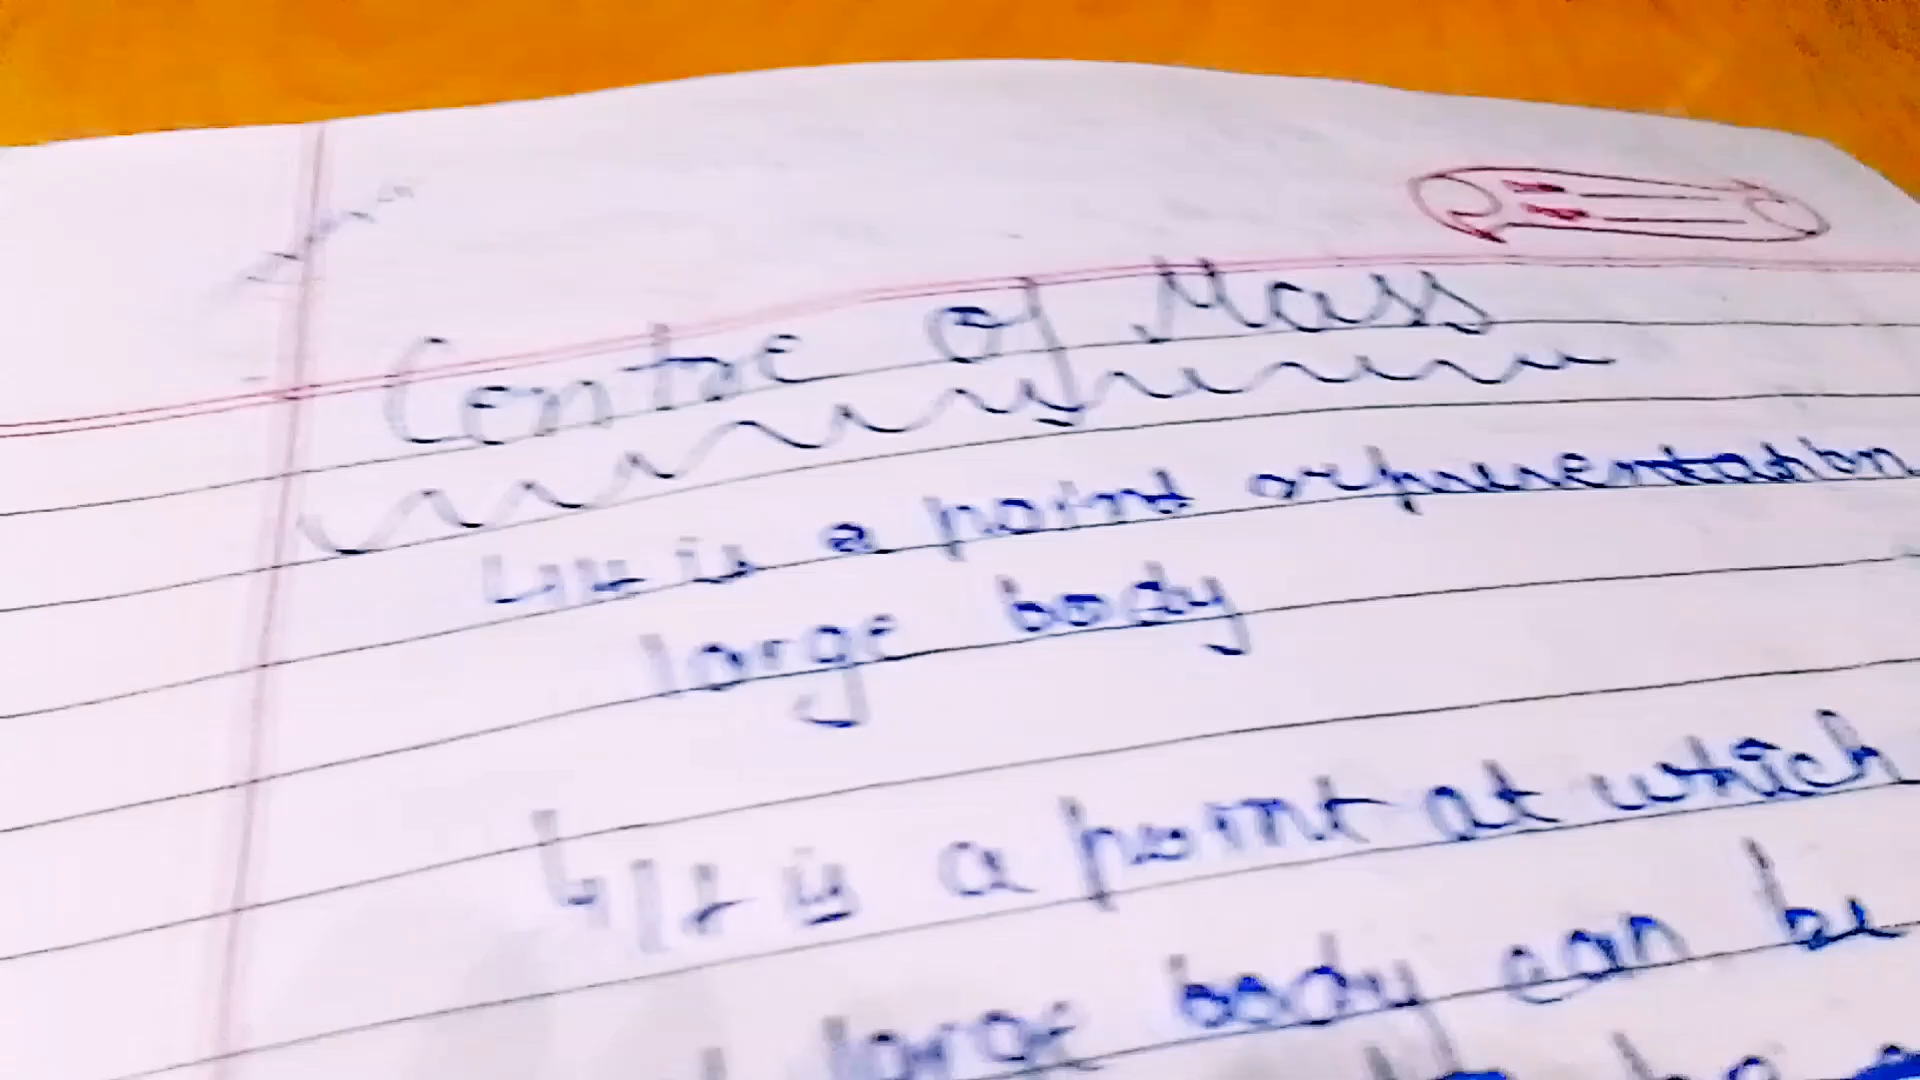 Centre of Mass
↳ It is a point representation
large body
↳ It is a point at which
large body can be